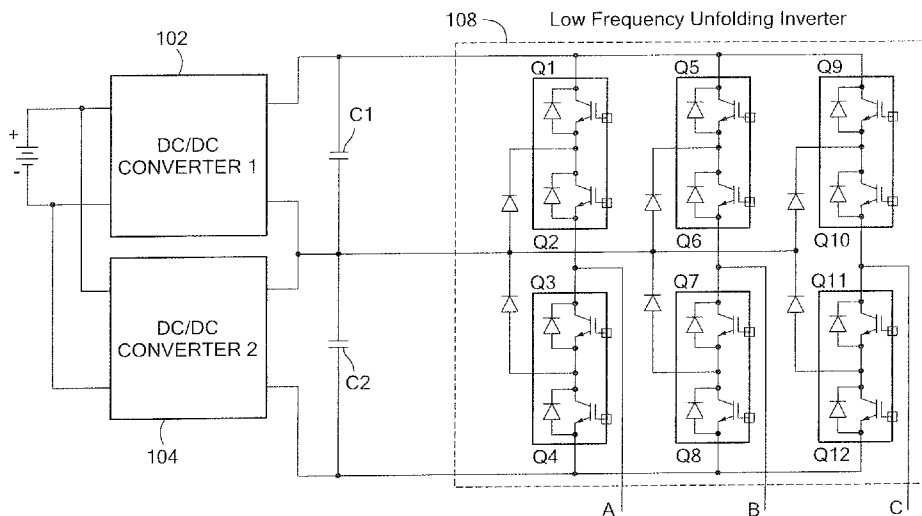 Low Frequency Unfolding Inverter
102
108
Q1
Q5
Q9
C1
+
-
DC/DC
CONVERTER 1
Q2
Q6
Q10
Q3
Q7
Q11
DC/DC
CONVERTER 2
C2
104
Q4
Q8
Q12
A
B
C